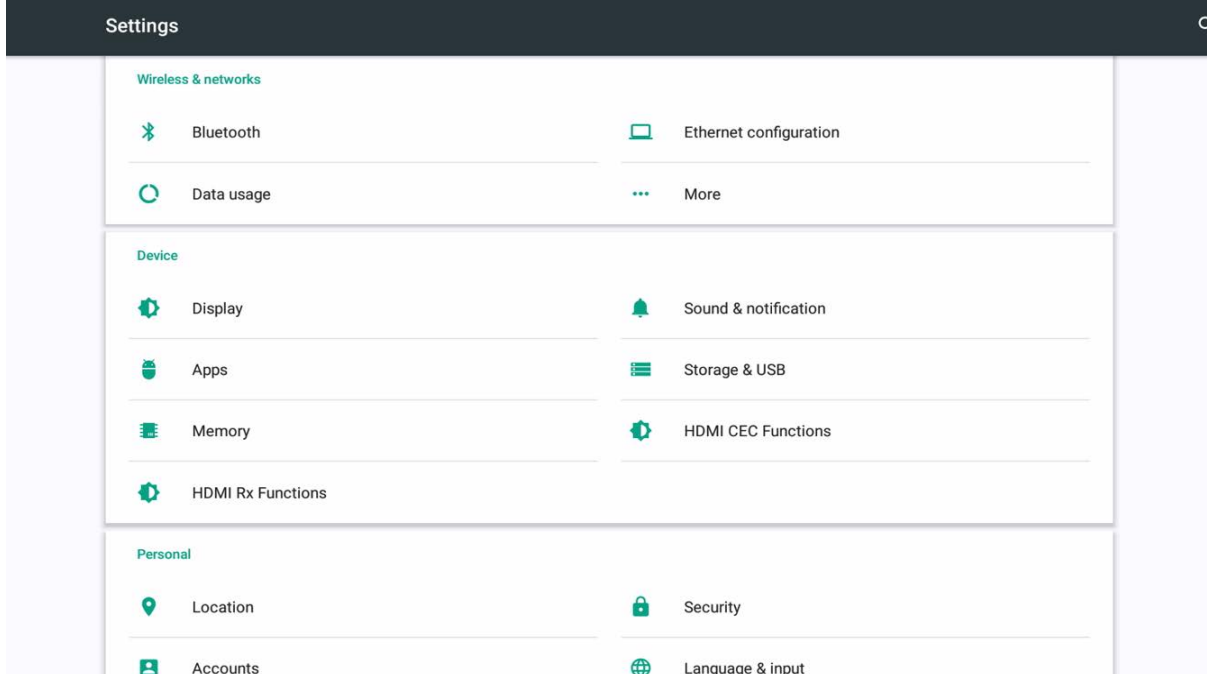 Settings
Wireless & networks
Bluetooth
Ethernet configuration
Data usage
More
Device
Display
Sound & notification
Apps
Storage & USB
Memory
HDMI CEC Functions
HDMI Rx Functions
Personal
Location
Security
Accounts
Language & input